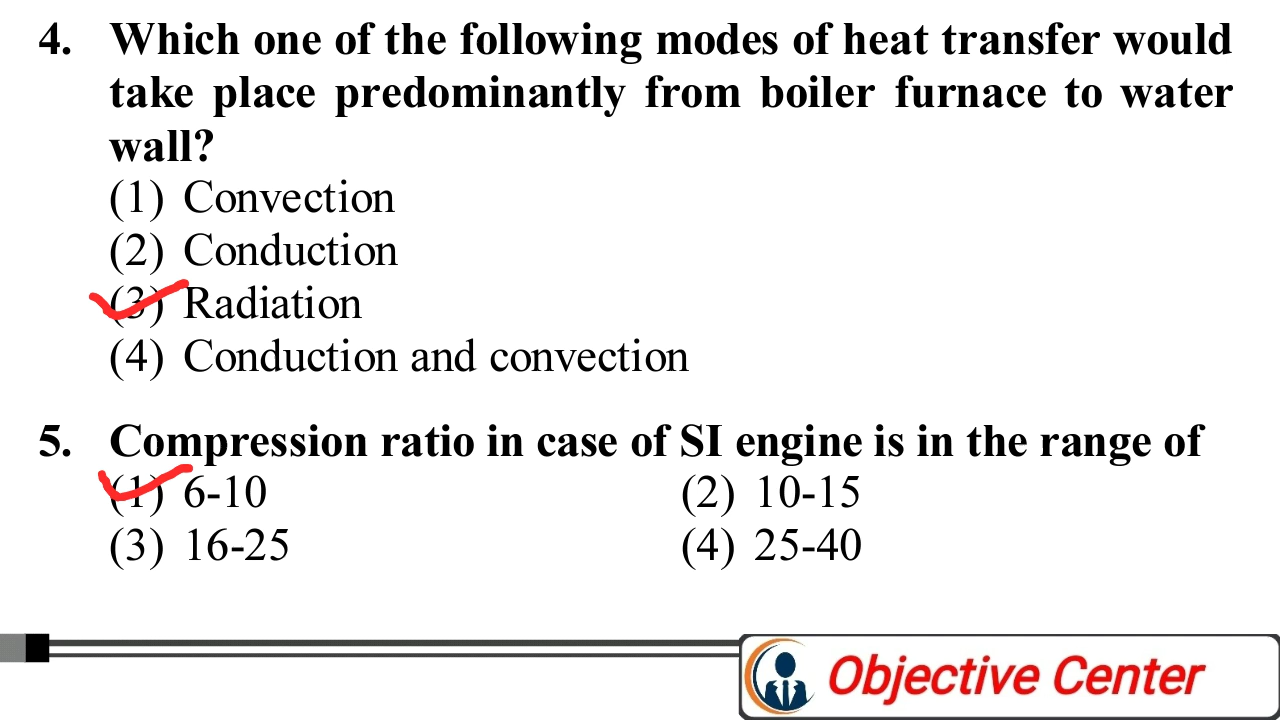 4. Which one of the following modes of heat transfer would
take place predominantly from boiler furnace to water
wall?
(1) Convection
(2) Conduction
(3) Radiation
(4) Conduction and convection
5. Compression ratio in case of SI engine is in the range of
(1) 6-10 (2) 10-15
(3) 16-25 (4) 25-40
Objective Center